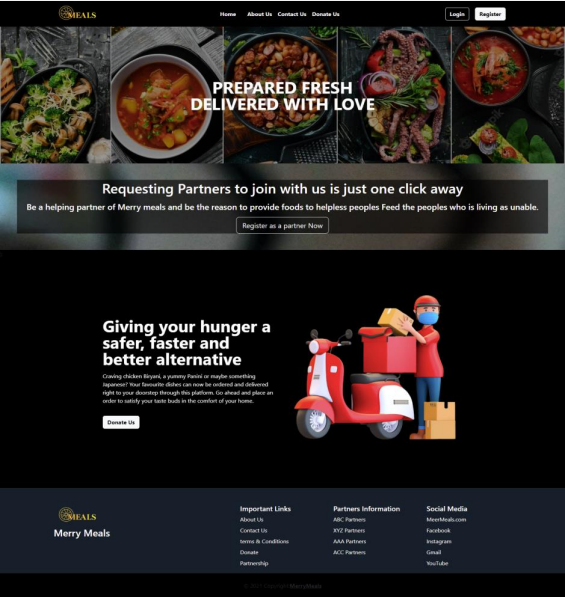 MEALS
Home About Us Contact Us Donate Us
Login Register
PREPARED FRESH
DELIVERED WITH LOVE
Requesting Partners to join with us is just one click away
Be a helping partner of Merry meals and be the reason to provide foods to helpless peoples Feed the peoples who is living as unable.
Register as a partner Now
Giving your hunger a
safer, faster and
better alternative
Craving chicken Biryani, a yummy Panini or maybe something
Japanese? Your favourite dishes can now be ordered and delivered
right to your doorstep through this platform. Go ahead and place an
order to satisfy your taste buds in the comfort of your home.
Donate Us
MEALS
Merry Meals
Important Links
About Us
Contact Us
terms & Conditions
Donate
Partnership
Partners Information
ABC Partners
XYZ Partners
AAA Partners
ACC Partners
Social Media
MeerMeals.com
Facebook
Instagram
Gmail
YouTube
Copyright MerryMeals